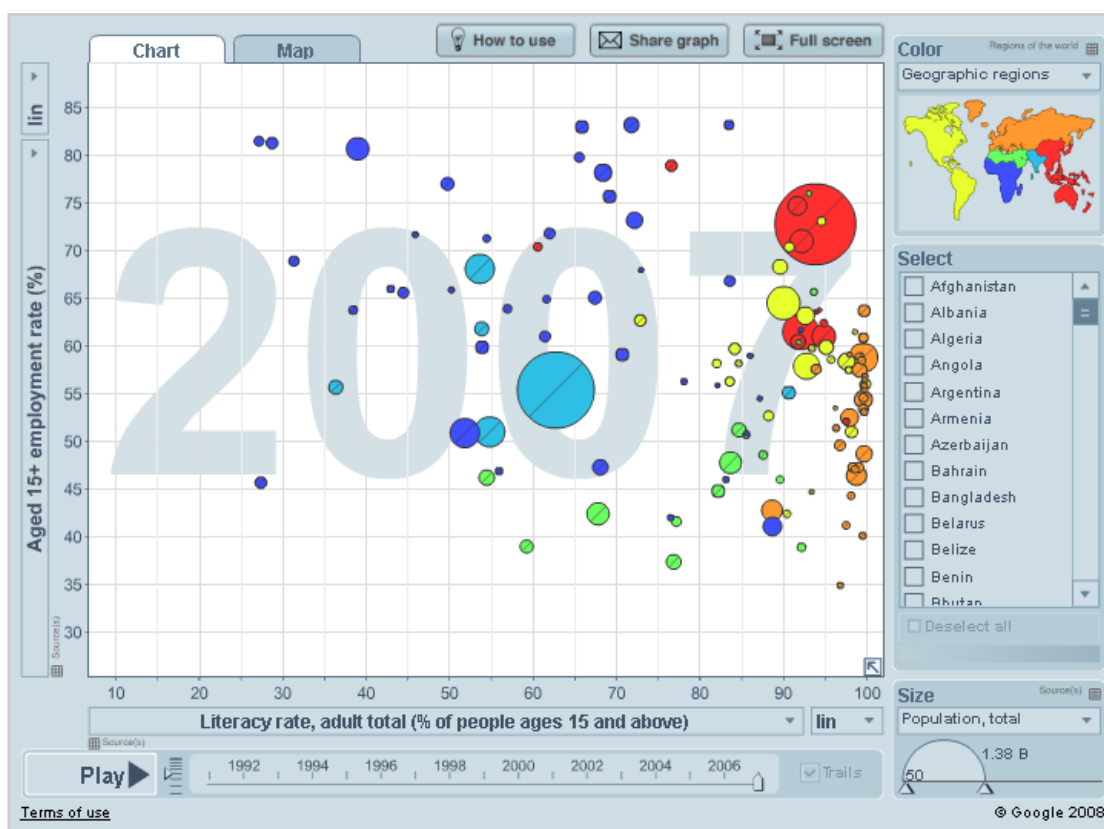 Chart
Map
How to use
Share graph
Full screen
Color
Regions of the world
Geographic regions
lin
Aged 15+ employment rate (%)
Source(s)
85
80
75
70
65
60
55
50
45
40
35
30
2007
10 20 30 40 50 60 70 80 90 100
Literacy rate, adult total (% of people ages 15 and above)
lin
Source(s)
Select
Afghanistan
Albania
Algeria
Angola
Argentina
Armenia
Azerbaijan
Bahrain
Bangladesh
Belarus
Belize
Benin
Bhutan
Deselect all
Size
Source(s)
Population, total
1.38 B
50
Play
1992 1994 1996 1998 2000 2002 2004 2006
Trails
Terms of use
© Google 2008